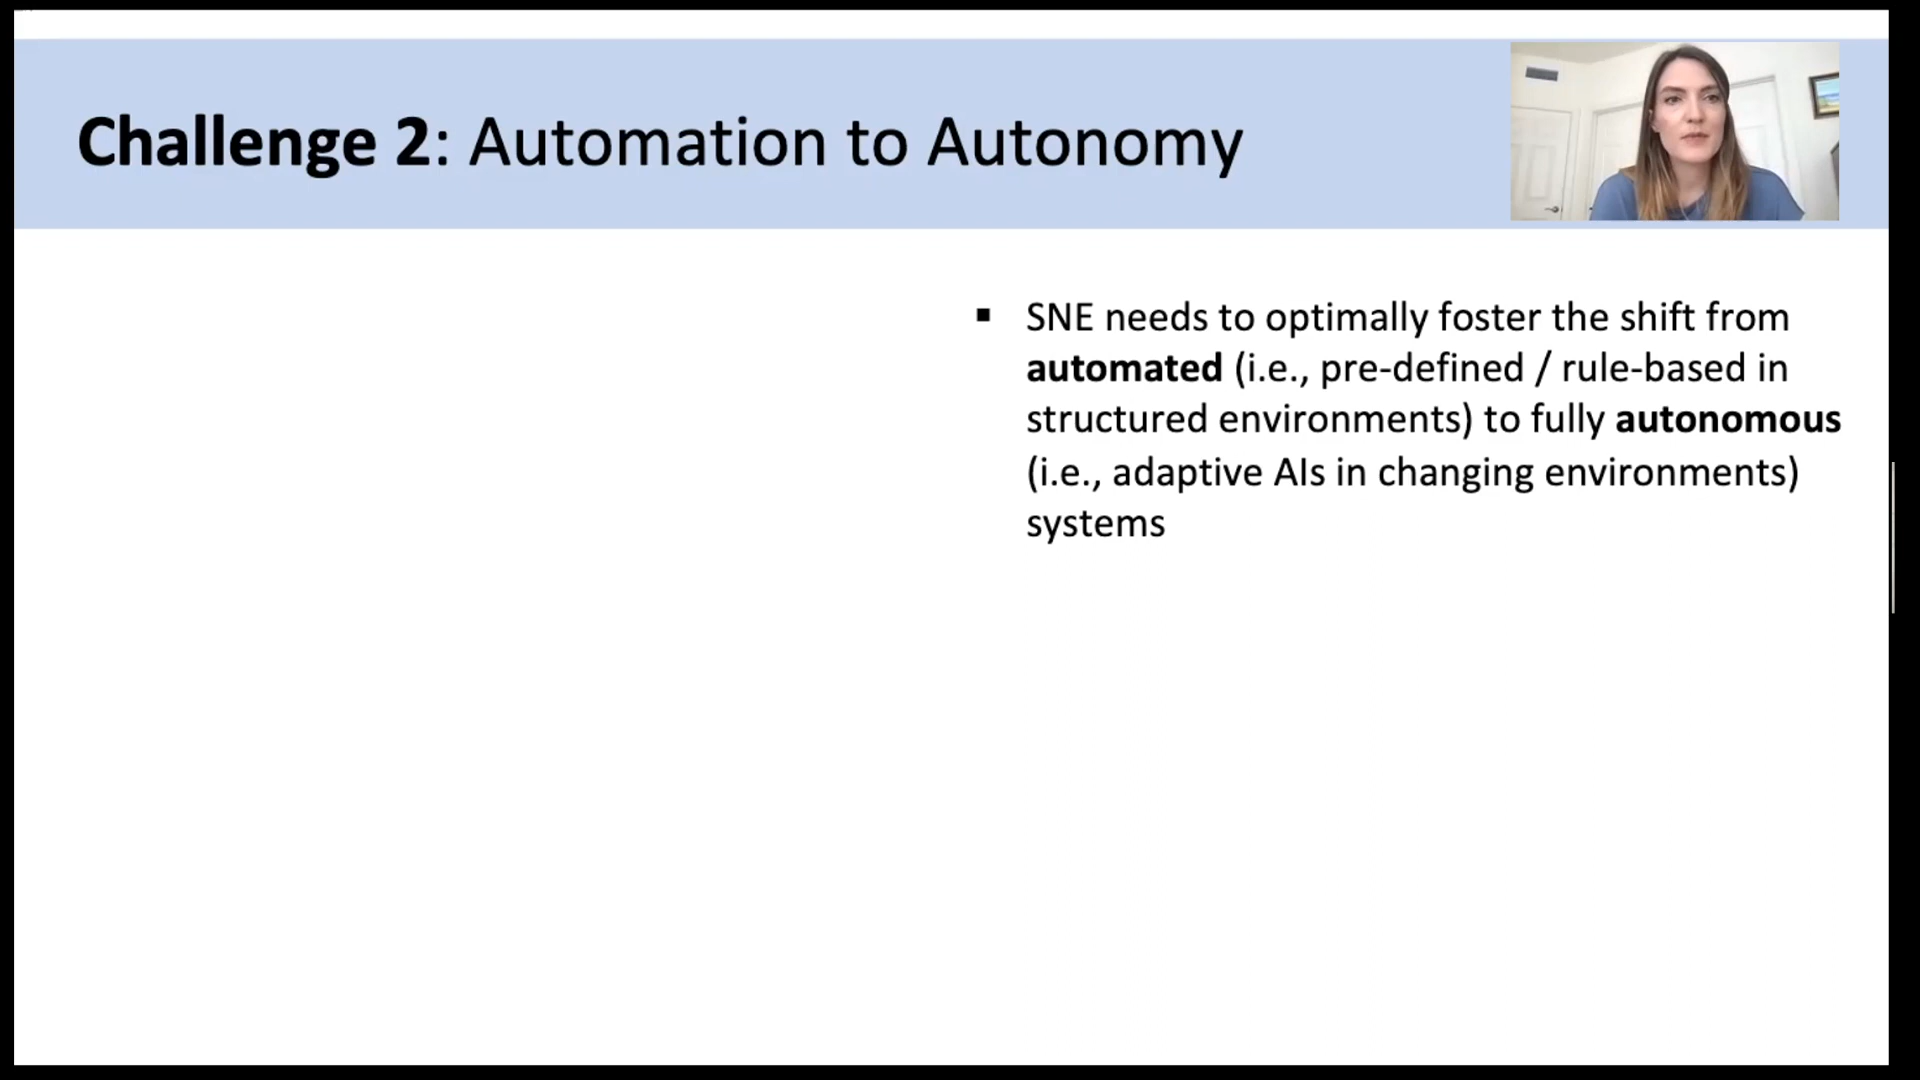 Challenge 2: Automation to Autonomy
▪ SNE needs to optimally foster the shift from
automated (i.e., pre-defined / rule-based in
structured environments) to fully autonomous
(i.e., adaptive AIs in changing environments)
systems